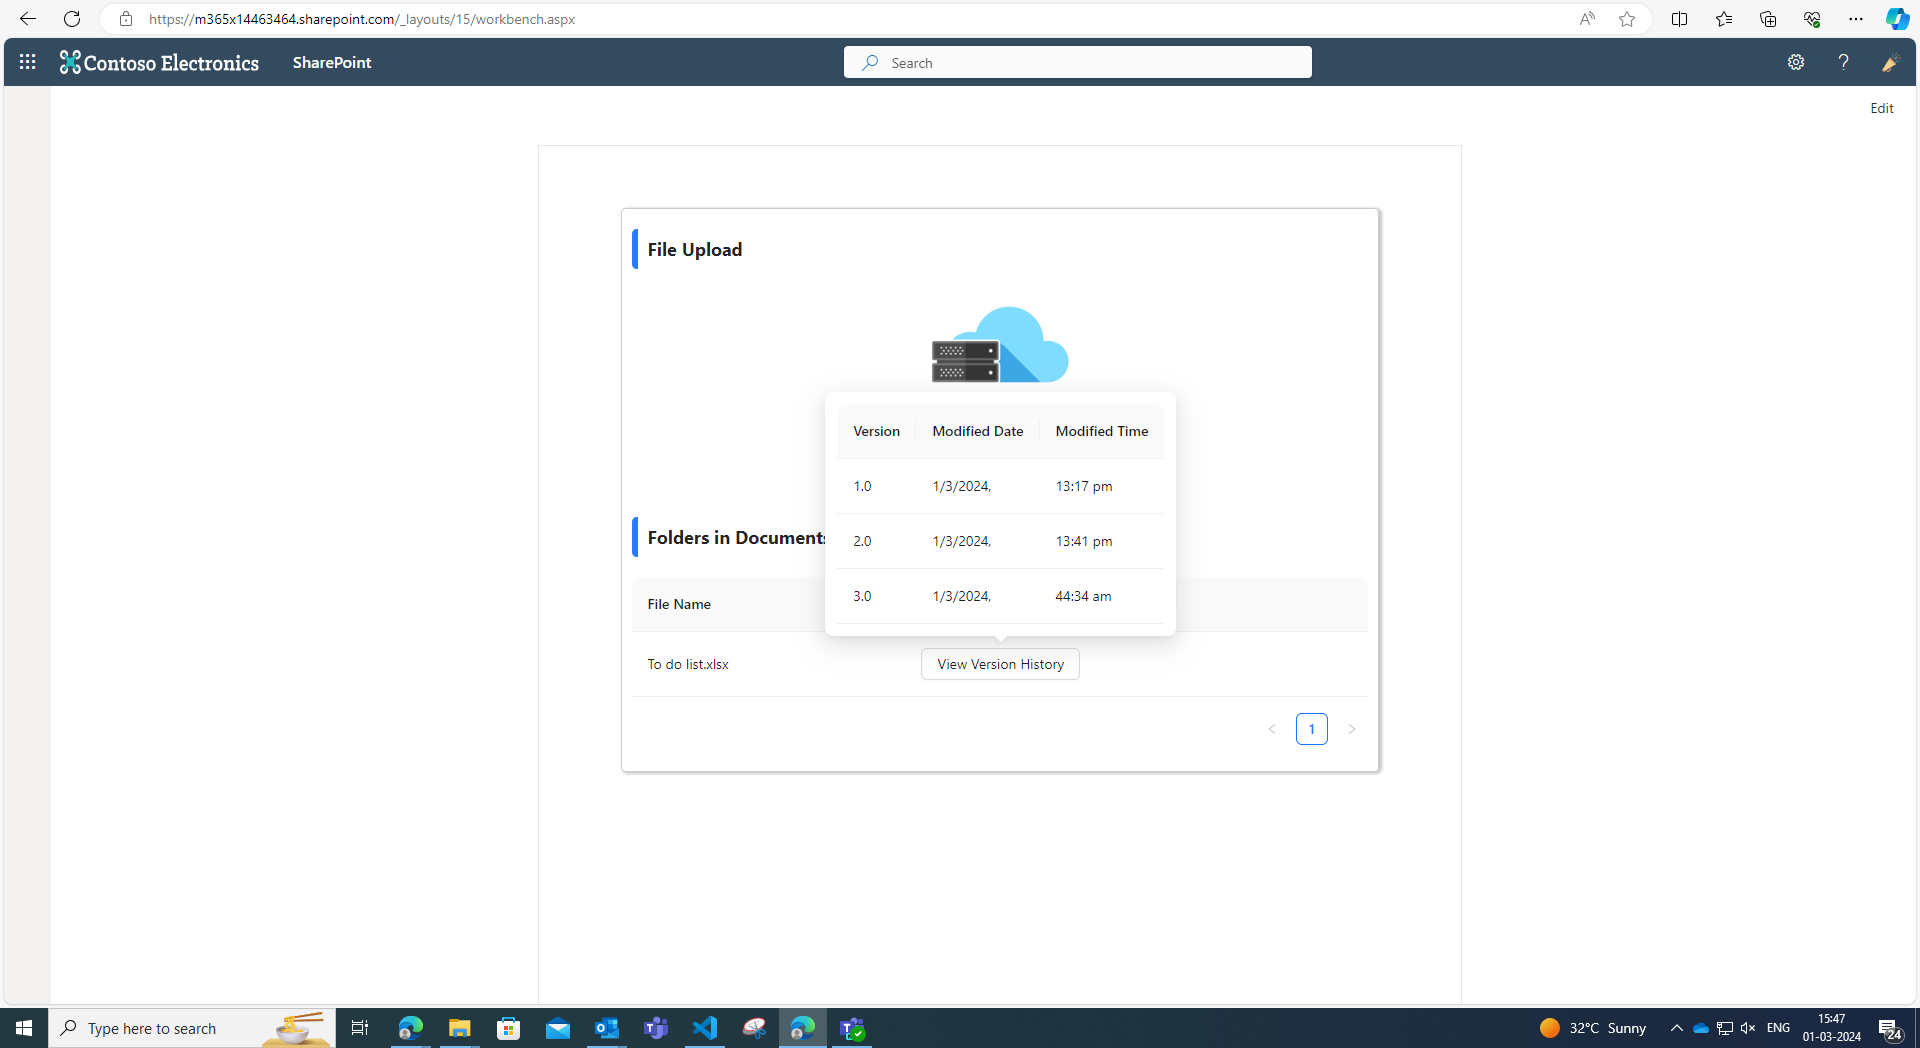 https://m365x14463464.sharepoint.com/_layouts/15/workbench.aspx
Contoso Electronics
SharePoint
Search
?
Edit
File Upload
Version Modified Date Modified Time
1.0 1/3/2024, 13:17 pm
2.0 1/3/2024, 13:41 pm
3.0 1/3/2024, 44:34 am
Folders in Documents
File Name
To do list.xlsx
View Version History
< 1 >
Type here to search
32°C Sunny
ENG
15:47
01-03-2024
24